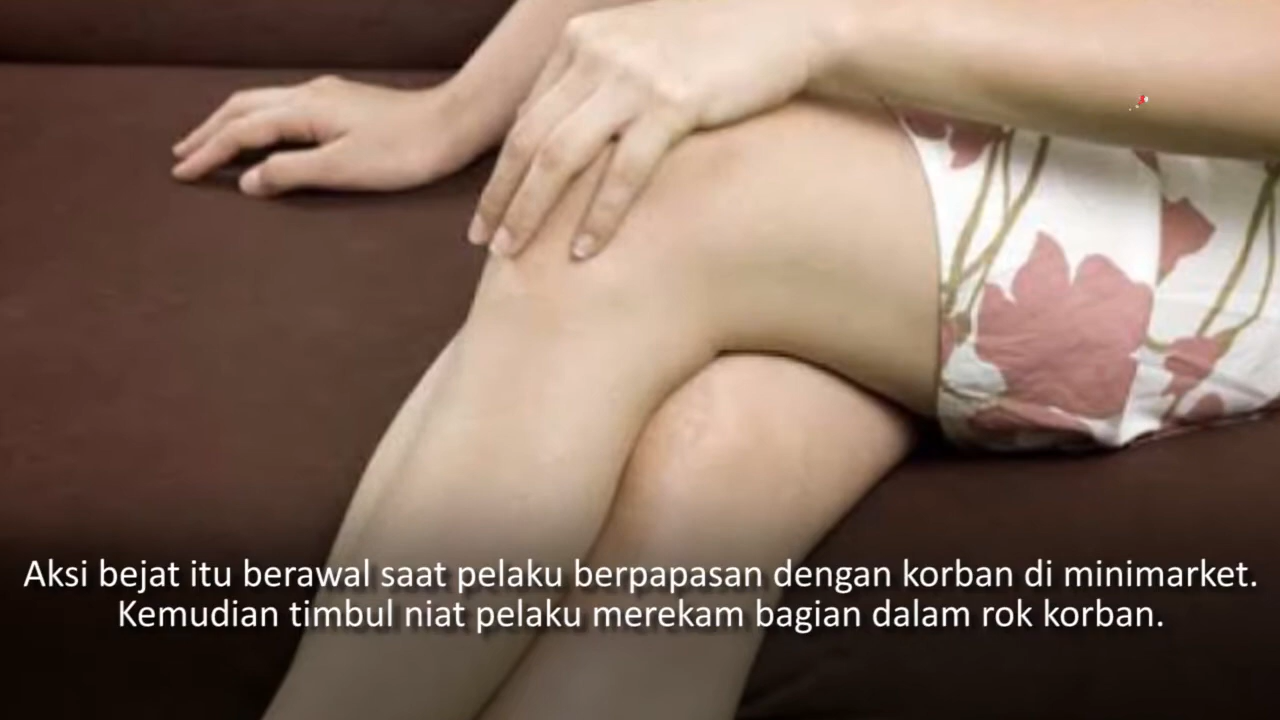 Aksi bejat itu berawal saat pelaku berpapasan dengan korban di minimarket.
Kemudian timbul niat pelaku merekam bagian dalam rok korban.